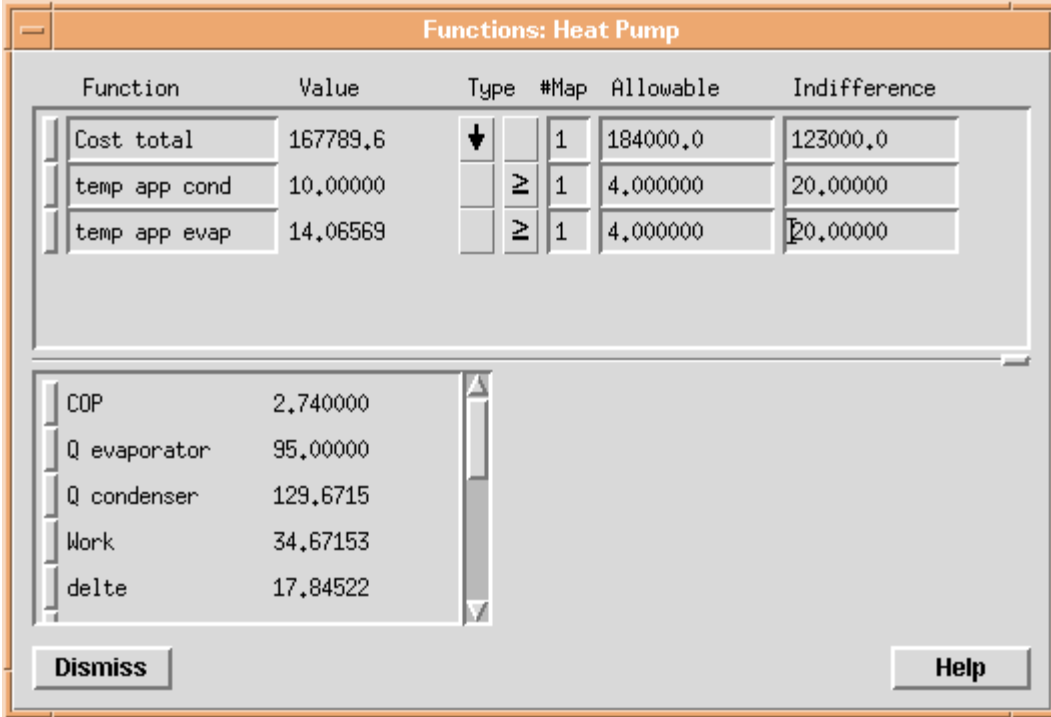 Functions: Heat Pump
Function Value Type #Map Allowable Indifference
Cost total 167789.6 1 184000.0 123000.0
temp app cond 10.00000 ≥ 1 4.000000 20.00000
temp app evap 14.06569 ≥ 1 4.000000 20.00000
COP 2.740000
Q evaporator 95.00000
Q condenser 129.6715
Work 34.67153
delte 17.84522
Dismiss Help